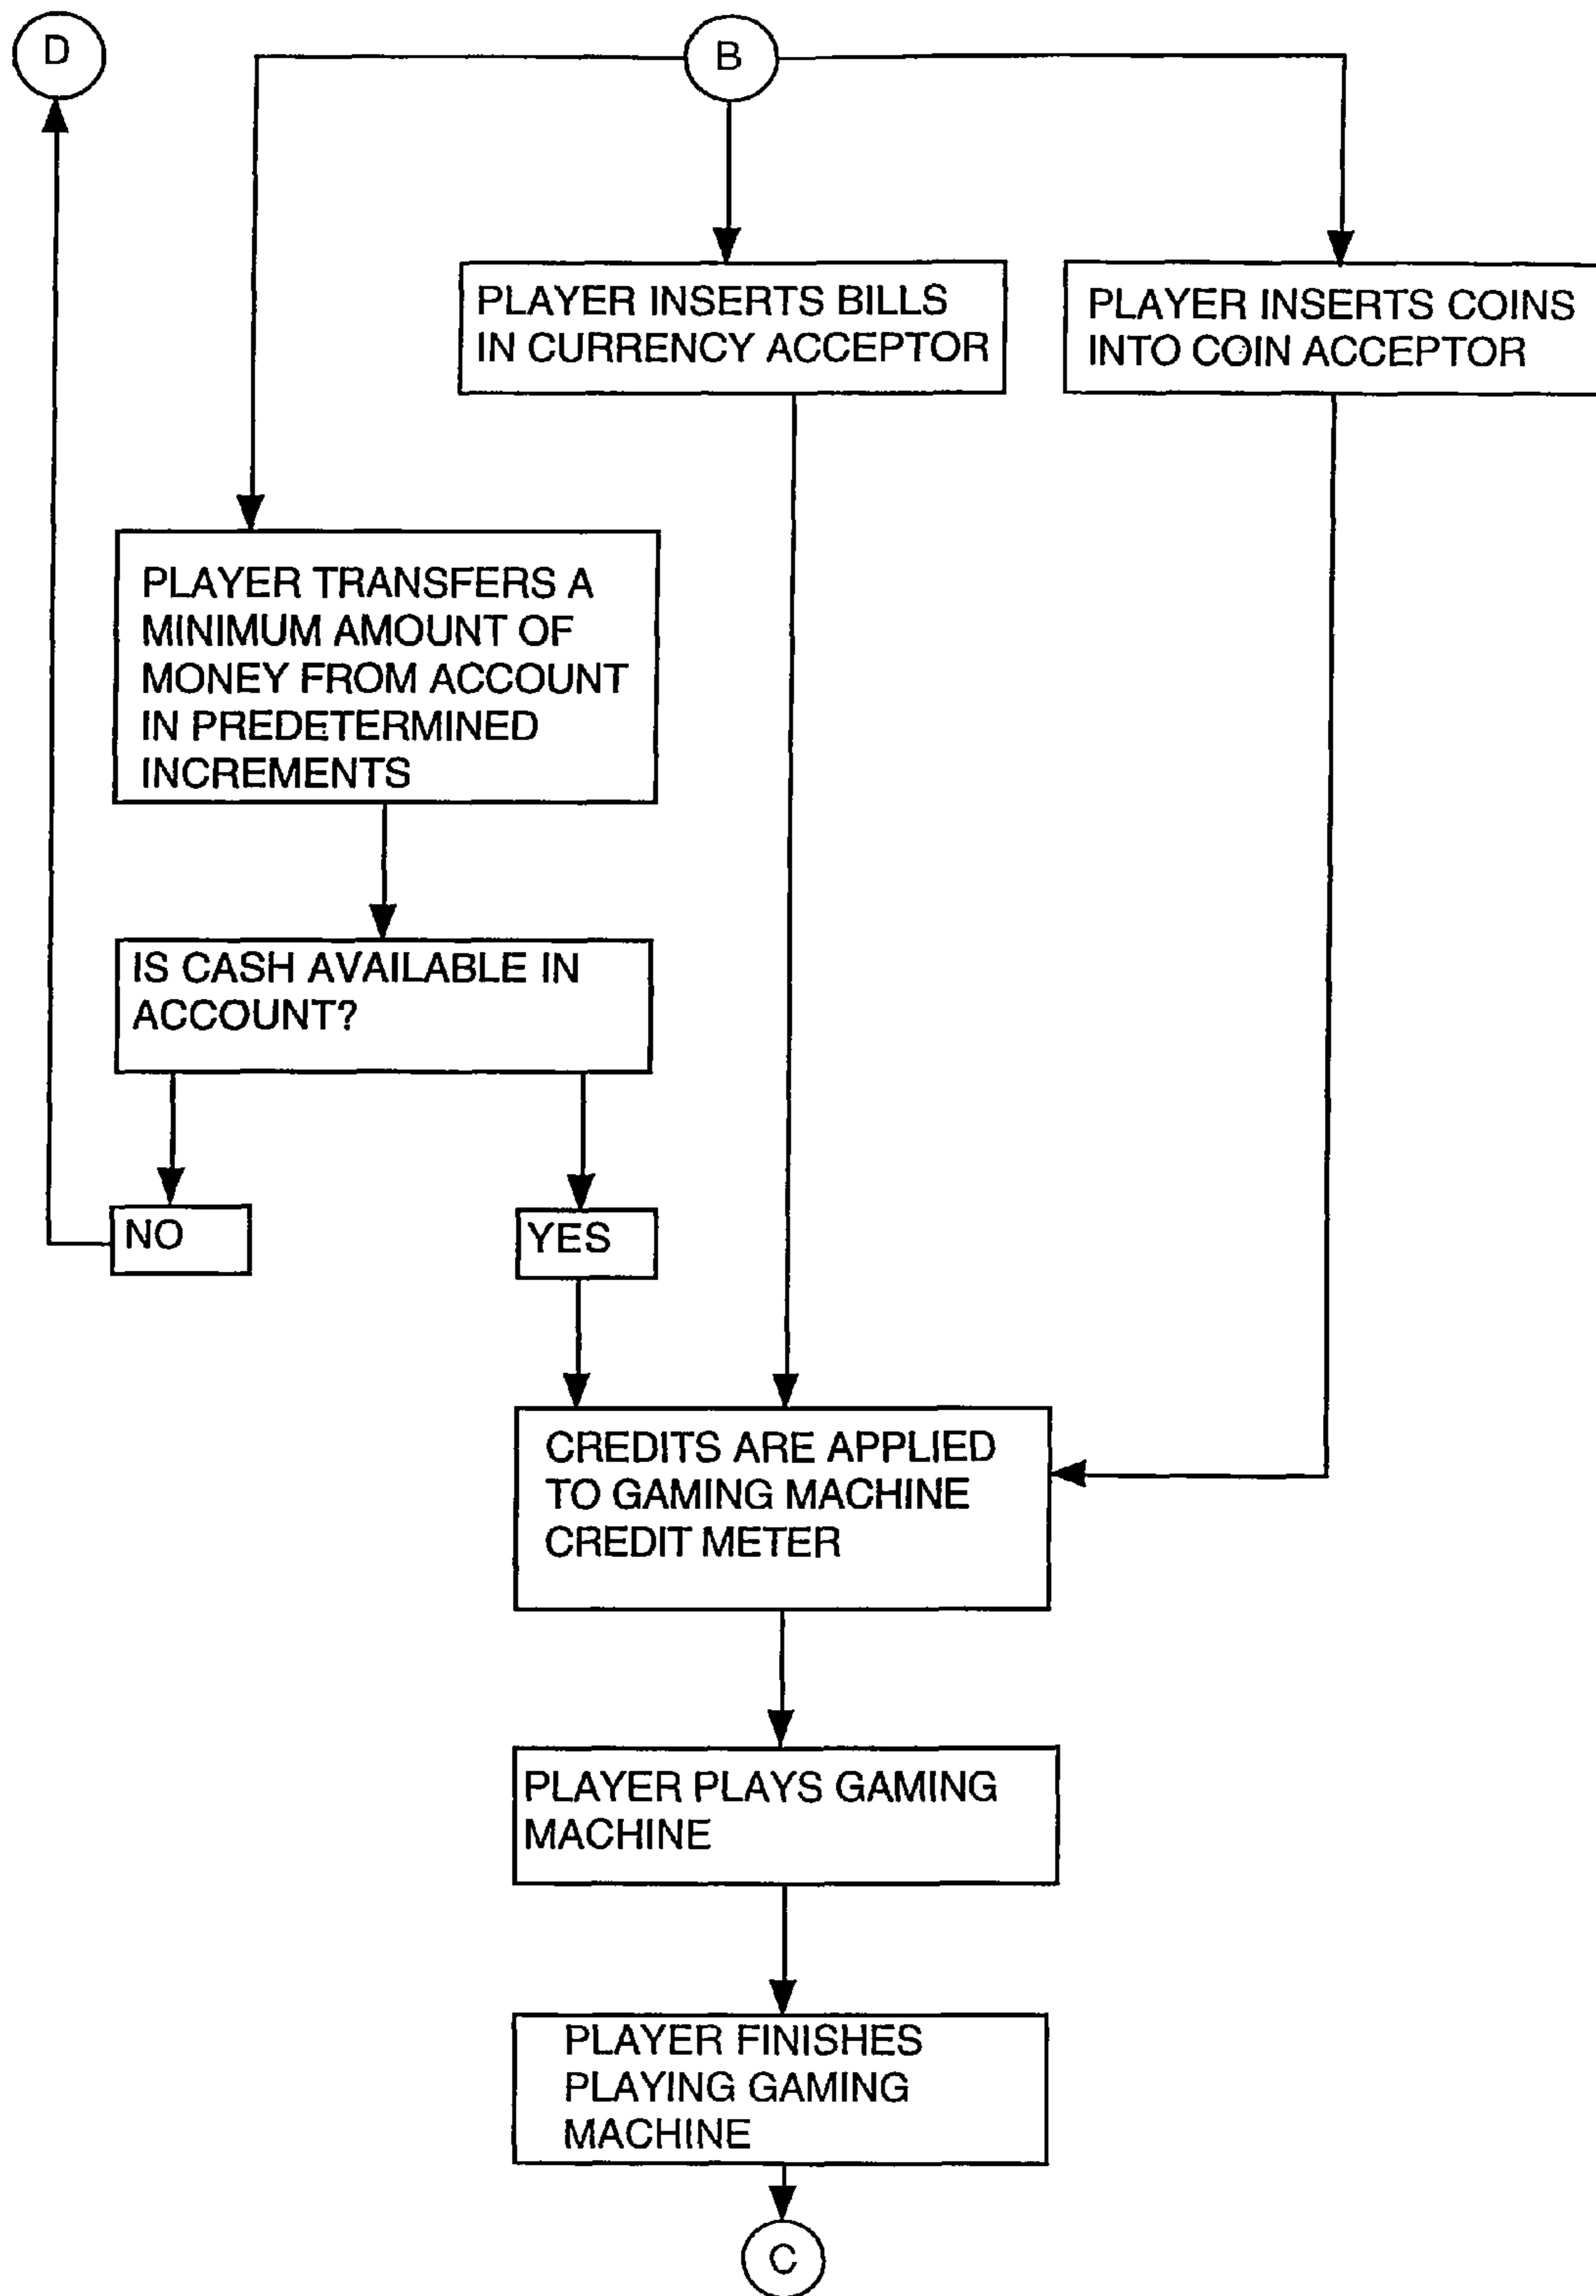 D
B
PLAYER INSERTS BILLS
IN CURRENCY ACCEPTOR
PLAYER INSERTS COINS
INTO COIN ACCEPTOR
PLAYER TRANSFERS A
MINIMUM AMOUNT OF
MONEY FROM ACCOUNT
IN PREDETERMINED
INCREMENTS
IS CASH AVAILABLE IN
ACCOUNT?
NO
YES
CREDITS ARE APPLIED
TO GAMING MACHINE
CREDIT METER
PLAYER PLAYS GAMING
MACHINE
PLAYER FINISHES
PLAYING GAMING
MACHINE
C